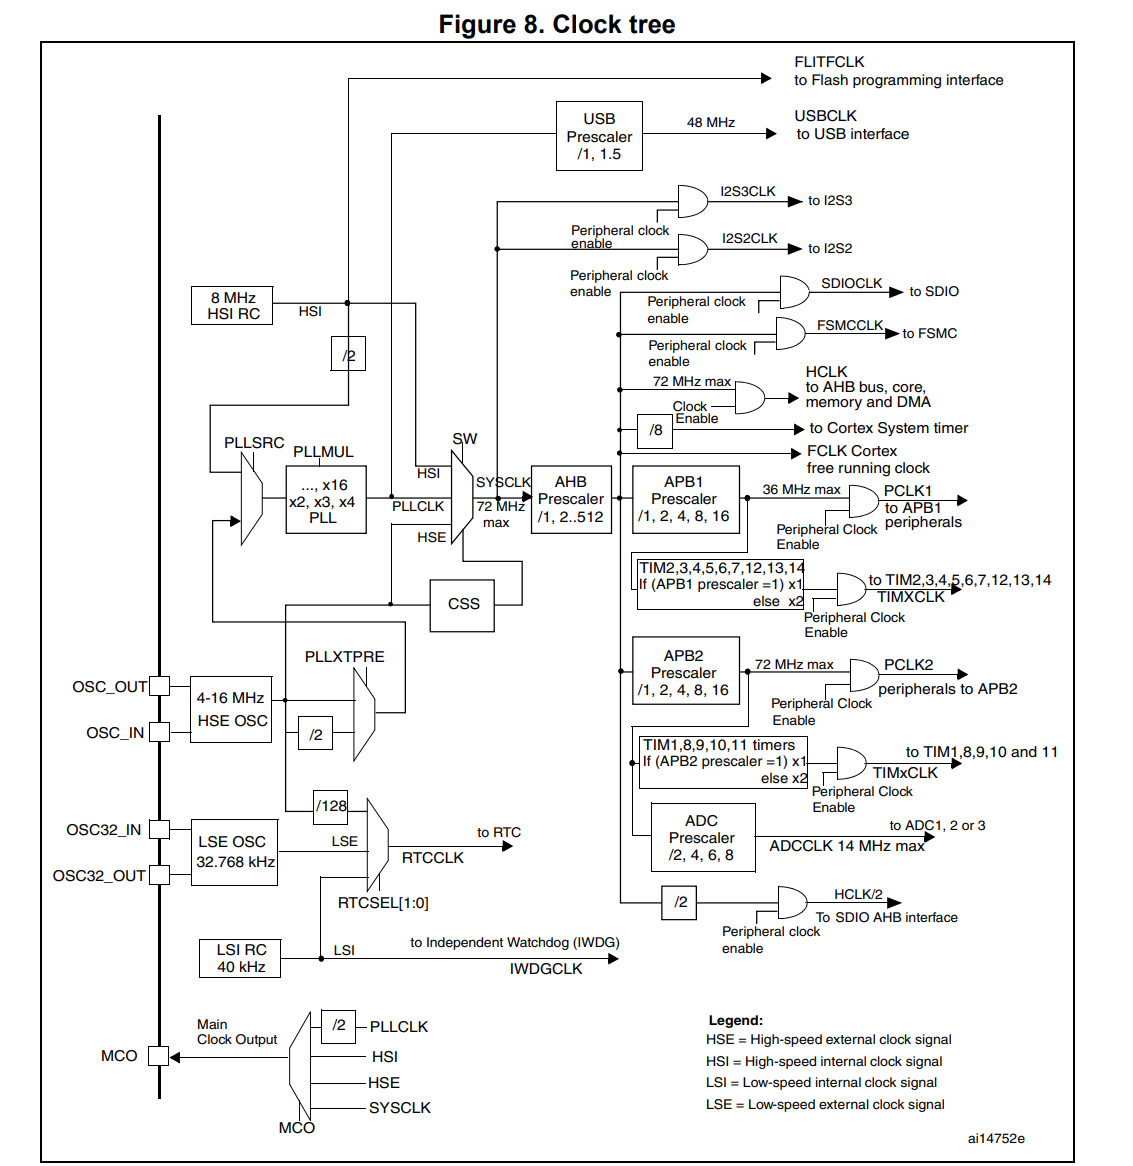 Figure 8. Clock tree
FLITFCLK
to Flash programming interface
USB
Prescaler
/1, 1.5
48 MHz
USBCLK
to USB interface
I2S3CLK
to I2S3
Peripheral clock
enable
I2S2CLK
to I2S2
Peripheral clock
enable
SDIOCLK
to SDIO
Peripheral clock
enable
FSMCCLK
to FSMC
Peripheral clock
enable
8 MHz
HSI RC
HSI
/2
72 MHz max
Clock
Enable
HCLK
to AHB bus, core,
memory and DMA
/8
to Cortex System timer
FCLK Cortex
free running clock
PLLSRC
PLLMUL
..., x16
x2, x3, x4
PLL
SW
HSI
PLLCLK
HSE
SYSCLK
72 MHz
max
AHB
Prescaler
/1, 2..512
APB1
Prescaler
/1, 2, 4, 8, 16
36 MHz max
PCLK1
to APB1
peripherals
Peripheral Clock
Enable
TIM2,3,4,5,6,7,12,13,14
If (APB1 prescaler =1) x1
else x2
to TIM2,3,4,5,6,7,12,13,14
TIMXCLK
Peripheral Clock
Enable
CSS
PLLXTPRE
OSC_OUT
OSC_IN
4-16 MHz
HSE OSC
/2
APB2
Prescaler
/1, 2, 4, 8, 16
72 MHz max
PCLK2
peripherals to APB2
Peripheral Clock
Enable
TIM1,8,9,10,11 timers
If (APB2 prescaler =1) x1
else x2
to TIM1,8,9,10 and 11
TIMxCLK
Peripheral Clock
Enable
/128
OSC32_IN
OSC32_OUT
LSE OSC
32.768 kHz
LSE
to RTC
RTCCLK
RTCSEL[1:0]
ADC
Prescaler
/2, 4, 6, 8
to ADC1, 2 or 3
ADCCLK 14 MHz max
/2
HCLK/2
To SDIO AHB interface
Peripheral clock
enable
LSI RC
40 kHz
LSI
to Independent Watchdog (IWDG)
IWDGCLK
MCO
Main
Clock Output
/2
PLLCLK
HSI
HSE
SYSCLK
MCO
Legend:
HSE = High-speed external clock signal
HSI = High-speed internal clock signal
LSI = Low-speed internal clock signal
LSE = Low-speed external clock signal
ai14752e